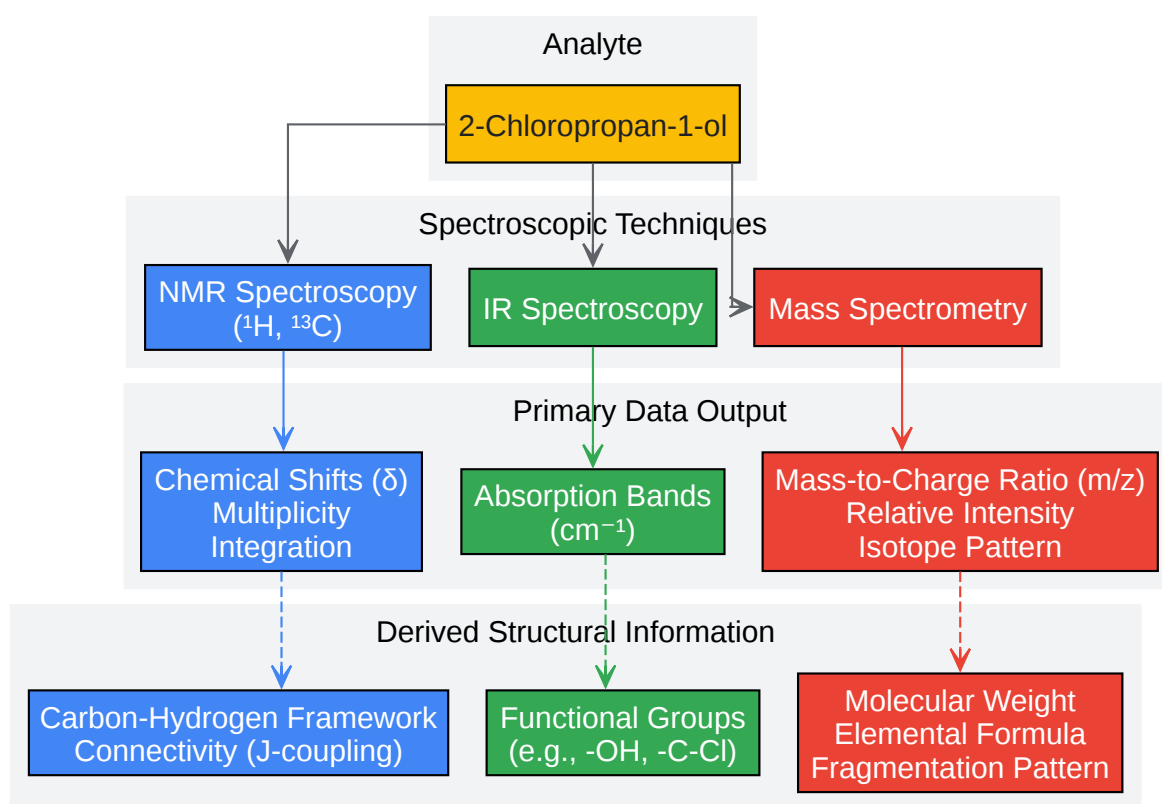 Analyte
2-Chloropropan-1-ol
Spectroscopic Techniques
NMR Spectroscopy
(¹H, ¹³C)
IR Spectroscopy
Mass Spectrometry
Primary Data Output
Chemical Shifts (δ)
Multiplicity
Integration
Absorption Bands
(cm⁻¹)
Mass-to-Charge Ratio (m/z)
Relative Intensity
Isotope Pattern
Derived Structural Information
Carbon-Hydrogen Framework
Connectivity (J-coupling)
Functional Groups
(e.g., -OH, -C-Cl)
Molecular Weight
Elemental Formula
Fragmentation Pattern